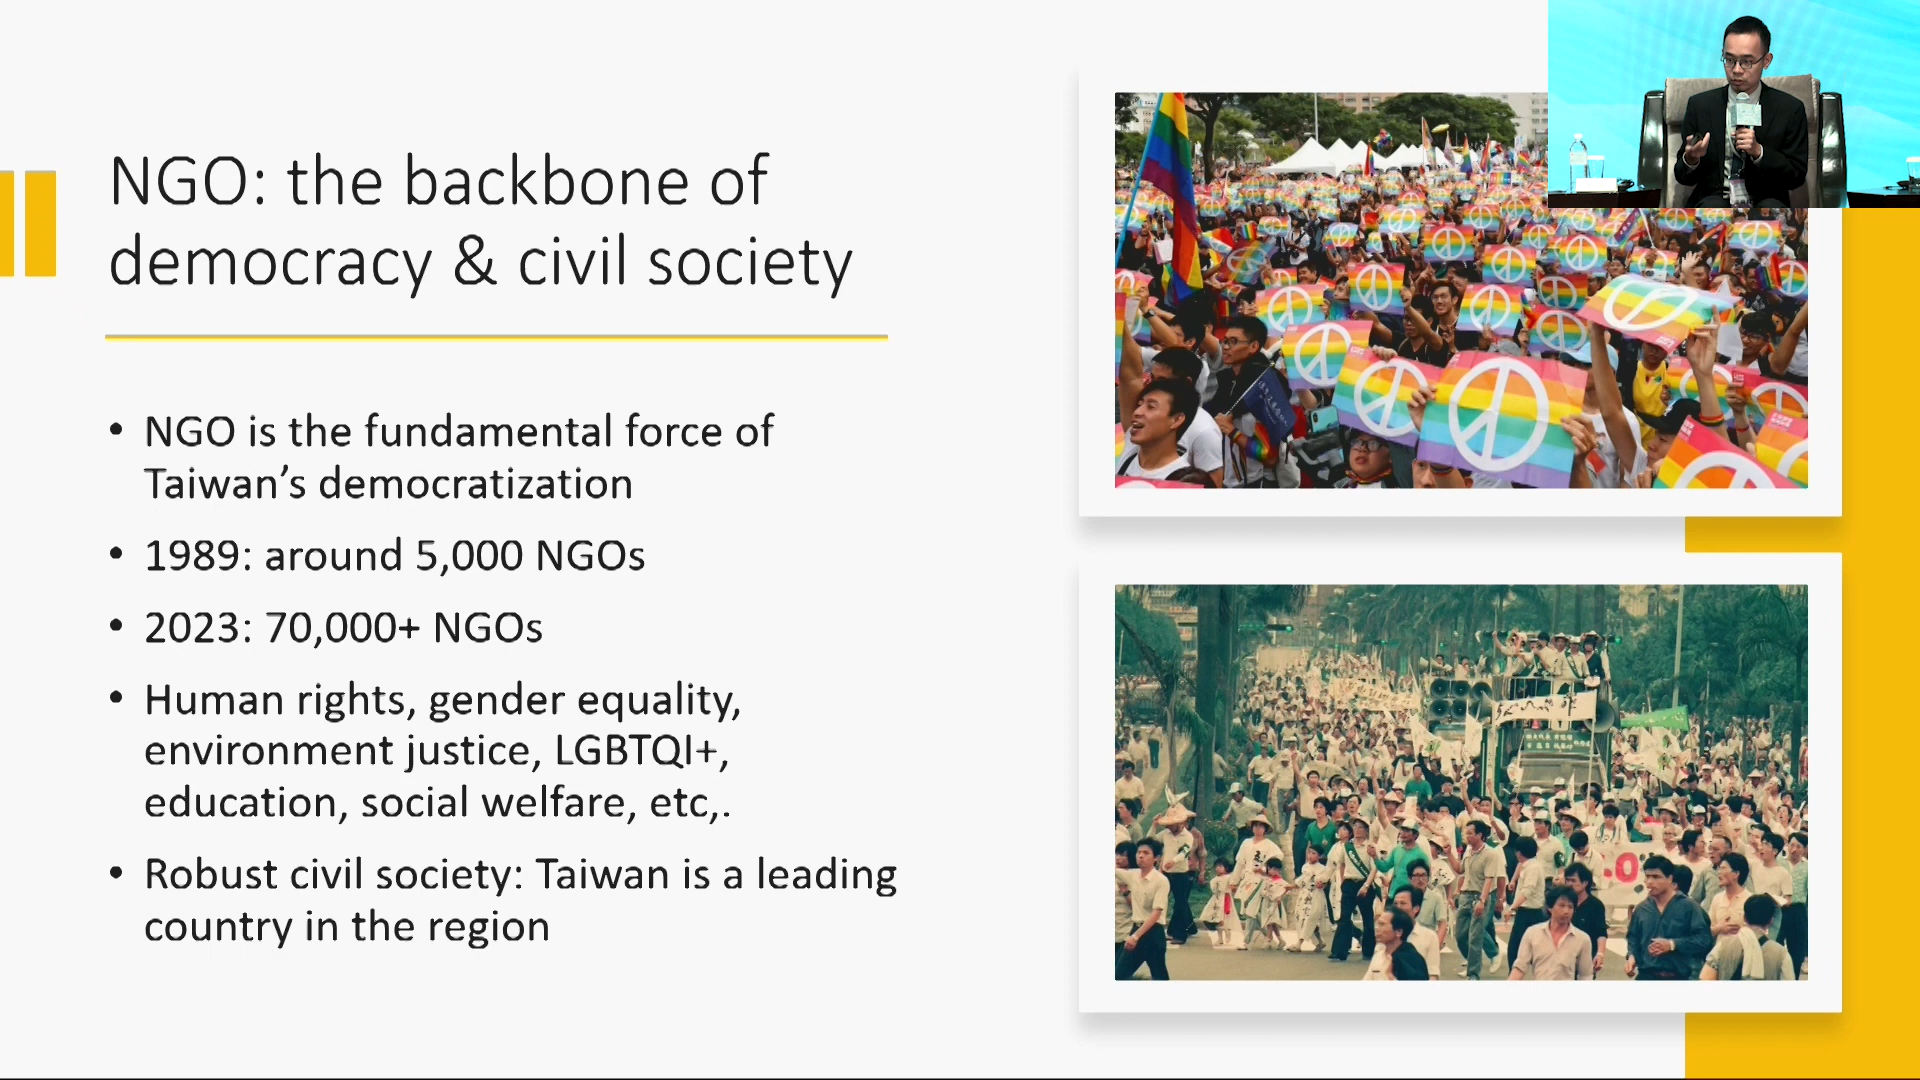 NGO: the backbone of
democracy & civil society
• NGO is the fundamental force of
Taiwan’s democratization
• 1989: around 5,000 NGOs
• 2023: 70,000+ NGOs
• Human rights, gender equality,
environment justice, LGBTQI+,
education, social welfare, etc,.
• Robust civil society: Taiwan is a leading
country in the region